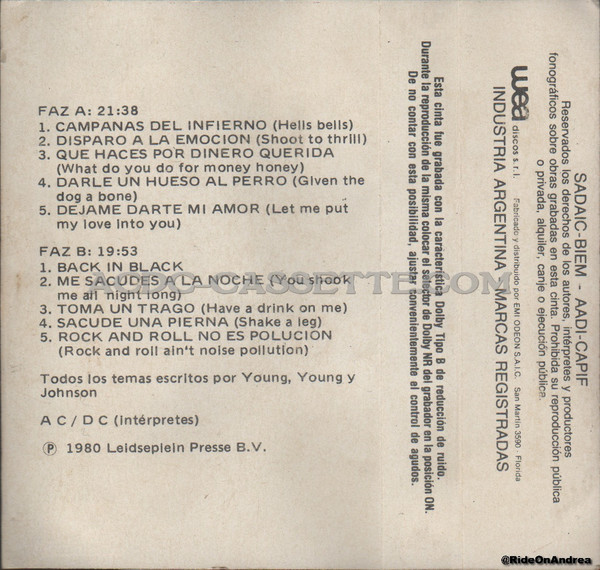 FAZ A: 21:38
1. CAMPANAS DEL INFIERNO (Hells bells)
2. DISPARO A LA EMOCION (Shoot to thrill)
3. QUE HACES POR DINERO QUERIDA
(What do you do for money honey)
4. DARLE UN HUESO AL PERRO (Given the
dog a bone)
5. DEJAME DARTE MI AMOR (Let me put
my love into you)
FAZ B: 19:53
1. BACK IN BLACK
2. ME SACUDES A LA NOCHE (You shook
me all night long)
3. TOMA UN TRAGO (Have a drink on me)
4. SACUDE UNA PIERNA (Shake a leg)
5. ROCK AND ROLL NO ES POLUCIÓN
(Rock and roll ain't noise pollution)
Todos los temas escritos por Young, Young y
Johnson
AC/DC (intérpretes)
Ⓟ 1980 Leidseplein Presse B.V.
ACDC-CASSETTE.COM
Esta cinta fue grabada con la característica Dolby Tipo B de reducción de ruido.
Durante la reproducción de la misma colocar el selector de Dolby NR del grabador en la posición ON.
De no contar con esta posibilidad, ajustar convenientemente el control de agudos.
wea discos s.r.l. Fabricado y distribuido por EMI ODEON S.A.I.C. San Martín 3590 Florida
INDUSTRIA ARGENTINA MARCAS REGISTRADAS
SADAIC-BIEM - AADI-CAPIF
Reservados los derechos de los autores, intérpretes y productores
fonográficos sobre obras grabadas en esta cinta. Prohibida su reproducción pública
o privada, alquiler, canje o ejecución pública.
@RideOnAndrea